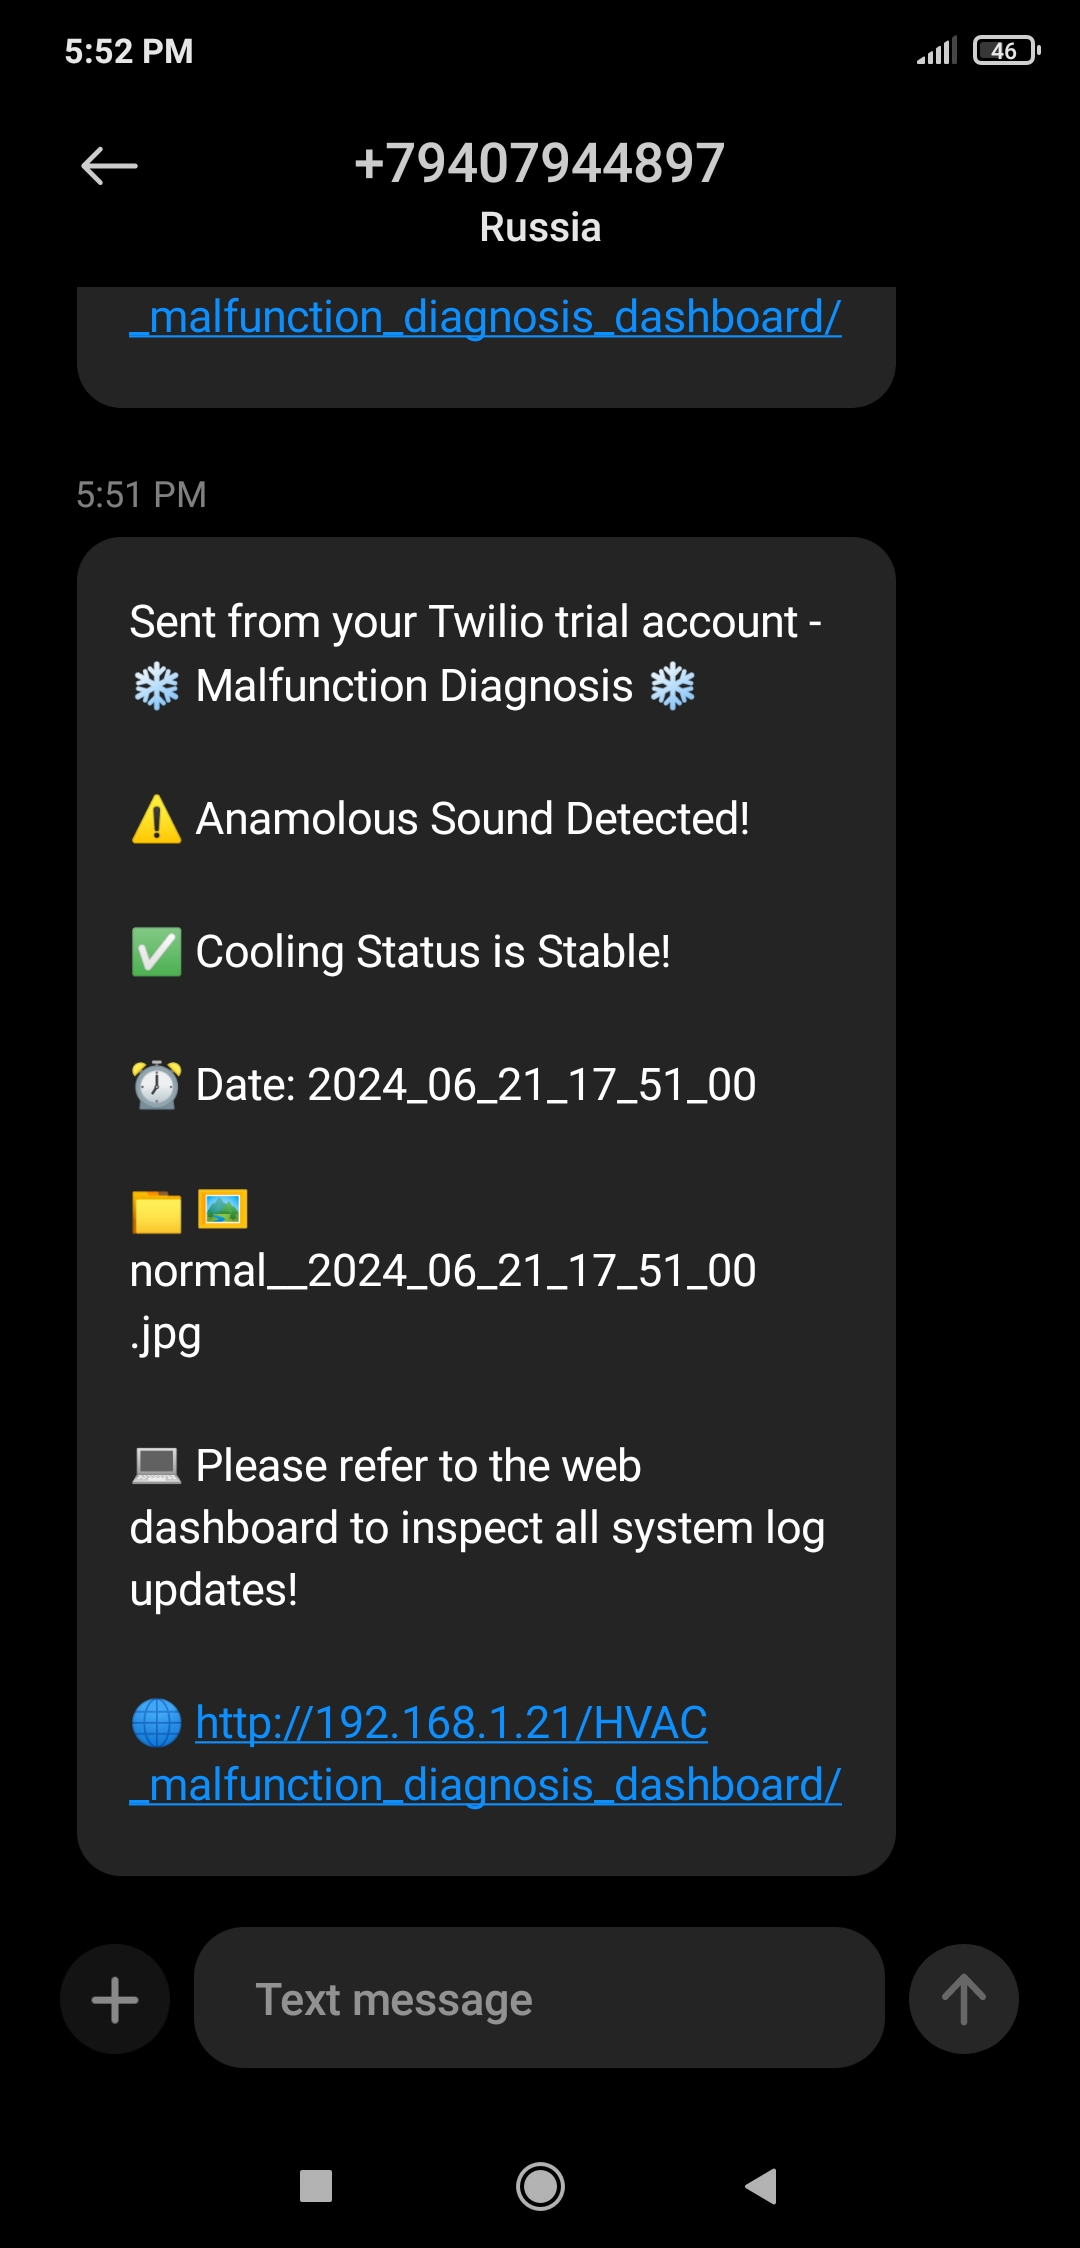 5:52 PM
46
+79407944897
Russia
_malfunction_diagnosis_dashboard/
5:51 PM
Sent from your Twilio trial account -
❄️ Malfunction Diagnosis ❄️
⚠️ Anamolous Sound Detected!
✅ Cooling Status is Stable!
⏰ Date: 2024_06_21_17_51_00
📁 🖼️
normal__2024_06_21_17_51_00
.jpg
💻 Please refer to the web
dashboard to inspect all system log
updates!
🌐 http://192.168.1.21/HVAC
_malfunction_diagnosis_dashboard/
Text message